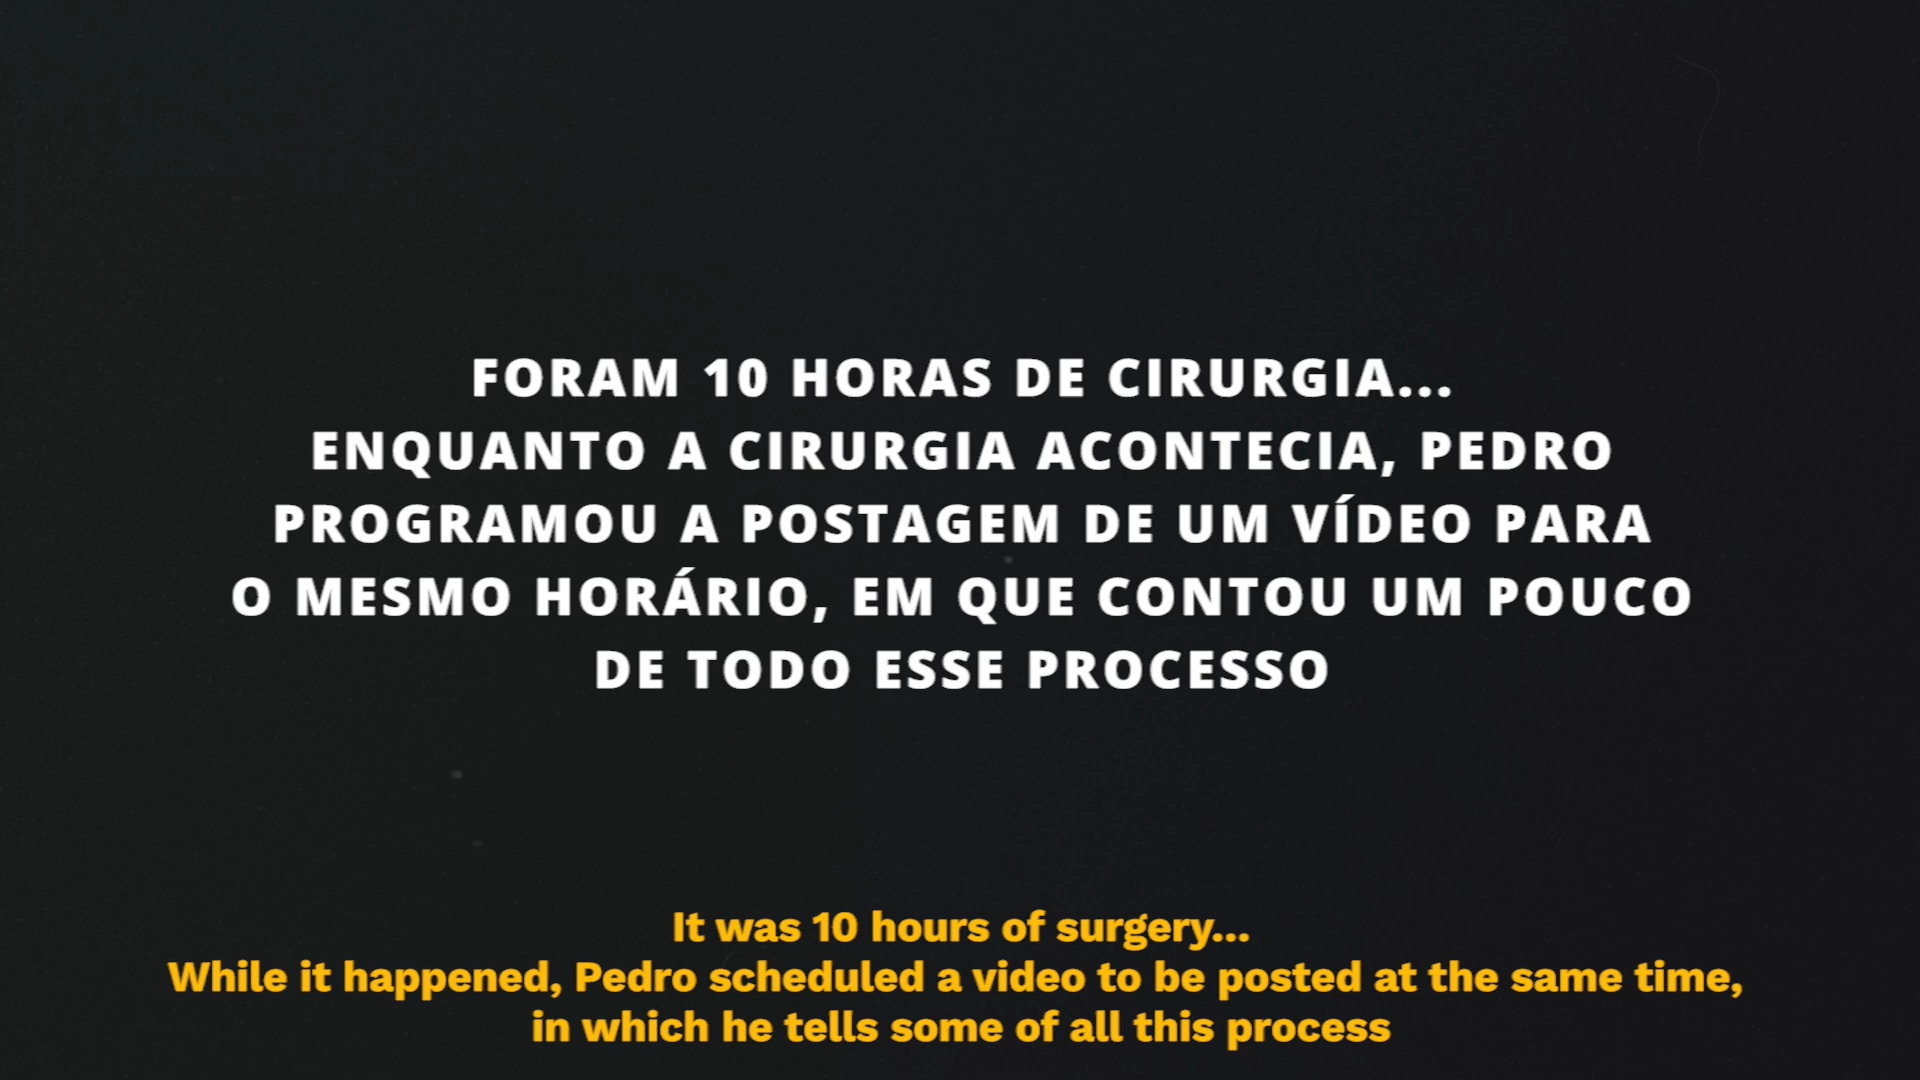 FORAM 10 HORAS DE CIRURGIA...
ENQUANTO A CIRURGIA ACONTECIA, PEDRO
PROGRAMOU A POSTAGEM DE UM VÍDEO PARA
O MESMO HORÁRIO, EM QUE CONTOU UM POUCO
DE TODO ESSE PROCESSO
It was 10 hours of surgery...
While it happened, Pedro scheduled a video to be posted at the same time,
in which he tells some of all this process